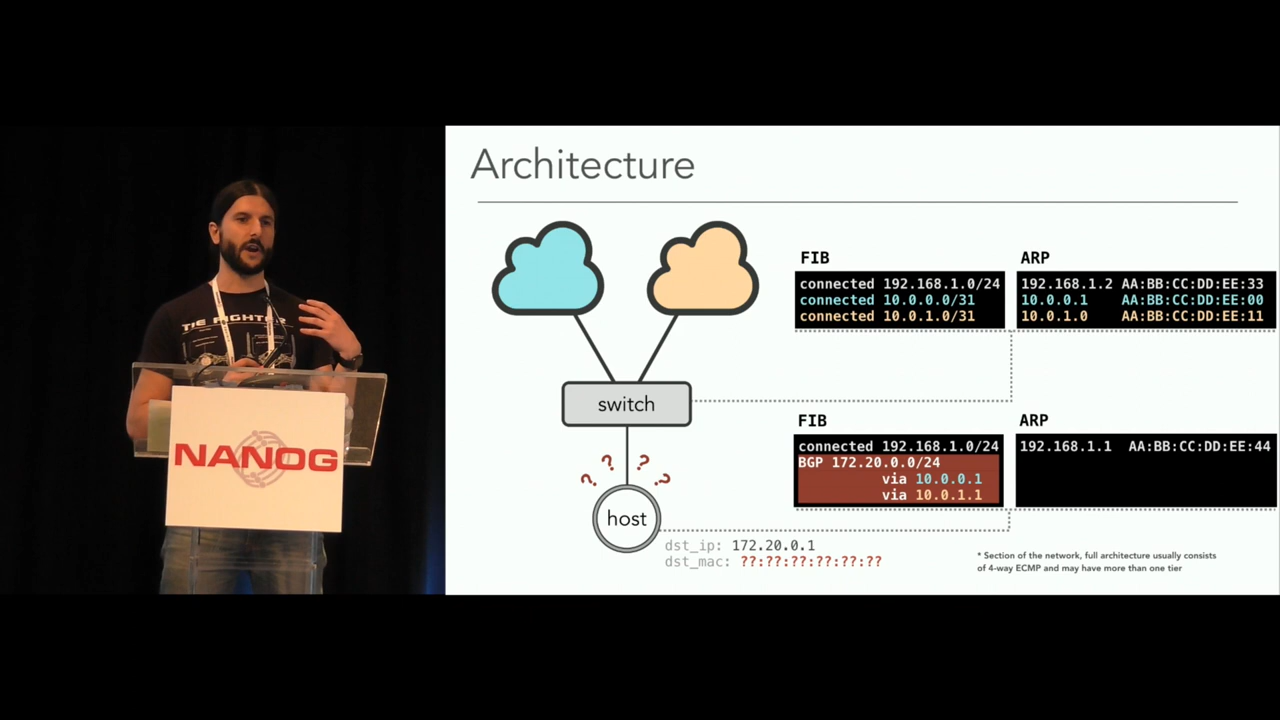 Architecture
FIB
connected 192.168.1.0/24
connected 10.0.0.0/31
connected 10.0.1.0/31
ARP
192.168.1.2 AA:BB:CC:DD:EE:33
10.0.0.1 AA:BB:CC:DD:EE:00
10.0.1.0 AA:BB:CC:DD:EE:11
switch
FIB
connected 192.168.1.0/24
BGP 172.20.0.0/24
via 10.0.0.1
via 10.0.1.1
ARP
192.168.1.1 AA:BB:CC:DD:EE:44
? ? ? ?
host
dst_ip: 172.20.0.1
dst_mac: ??:??:??:??:??:??
* Section of the network, full architecture usually consists
of 4-way ECMP and may have more than one tier
TIE FIGHTER
NANOG